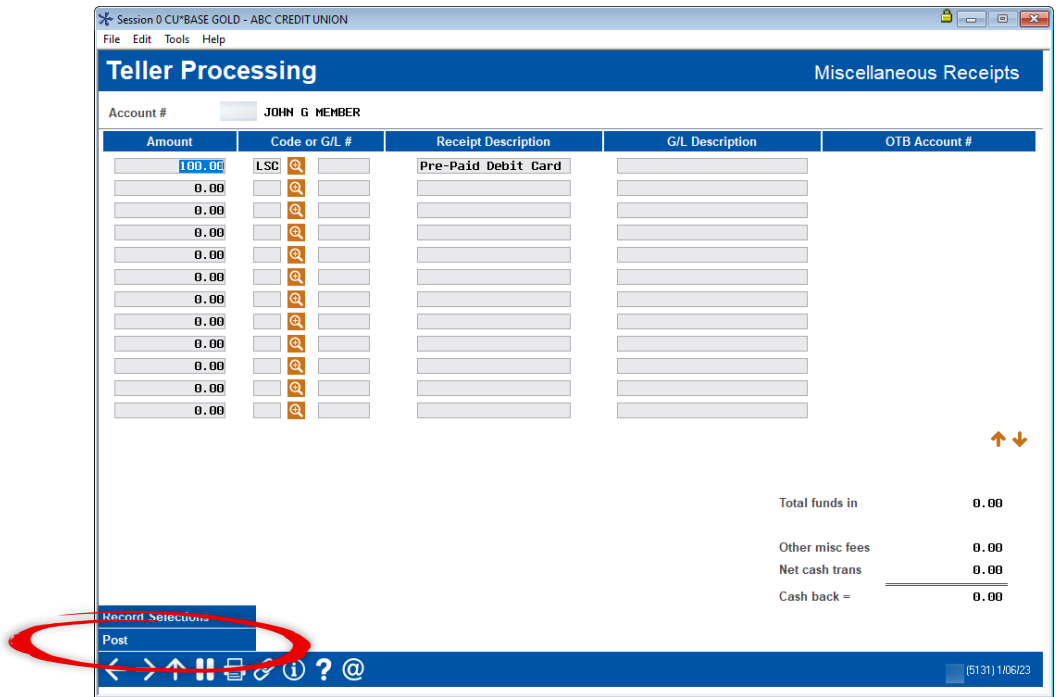 Session 0 CU*BASE GOLD - ABC CREDIT UNION
File Edit Tools Help
Teller Processing Miscellaneous Receipts
Account # JOHN G MEMBER
Amount Code or G/L # Receipt Description G/L Description OTB Account #
100.00 LSC Pre-Paid Debit Card
0.00
0.00
0.00
0.00
0.00
0.00
0.00
0.00
0.00
0.00
0.00
Total funds in 0.00
Other misc fees 0.00
Net cash trans 0.00
Cash back = 0.00
Record Selections
Post
(5131) 1/06/23